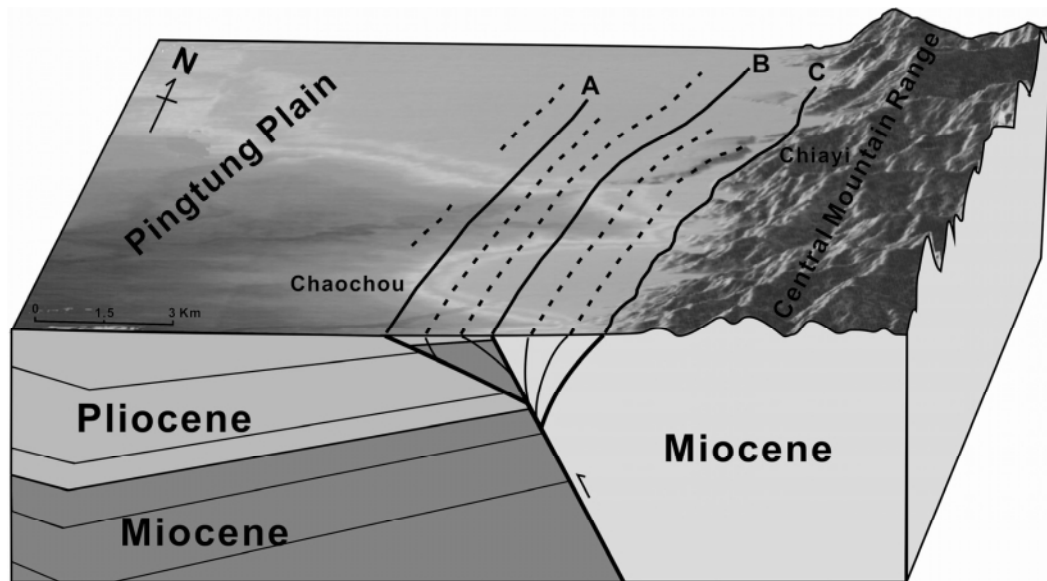 N
A
B
C
Pingtung Plain
Central Mountain Range
Chiayi
Chaochou
0 1.5 3 Km
Pliocene
Miocene
Miocene